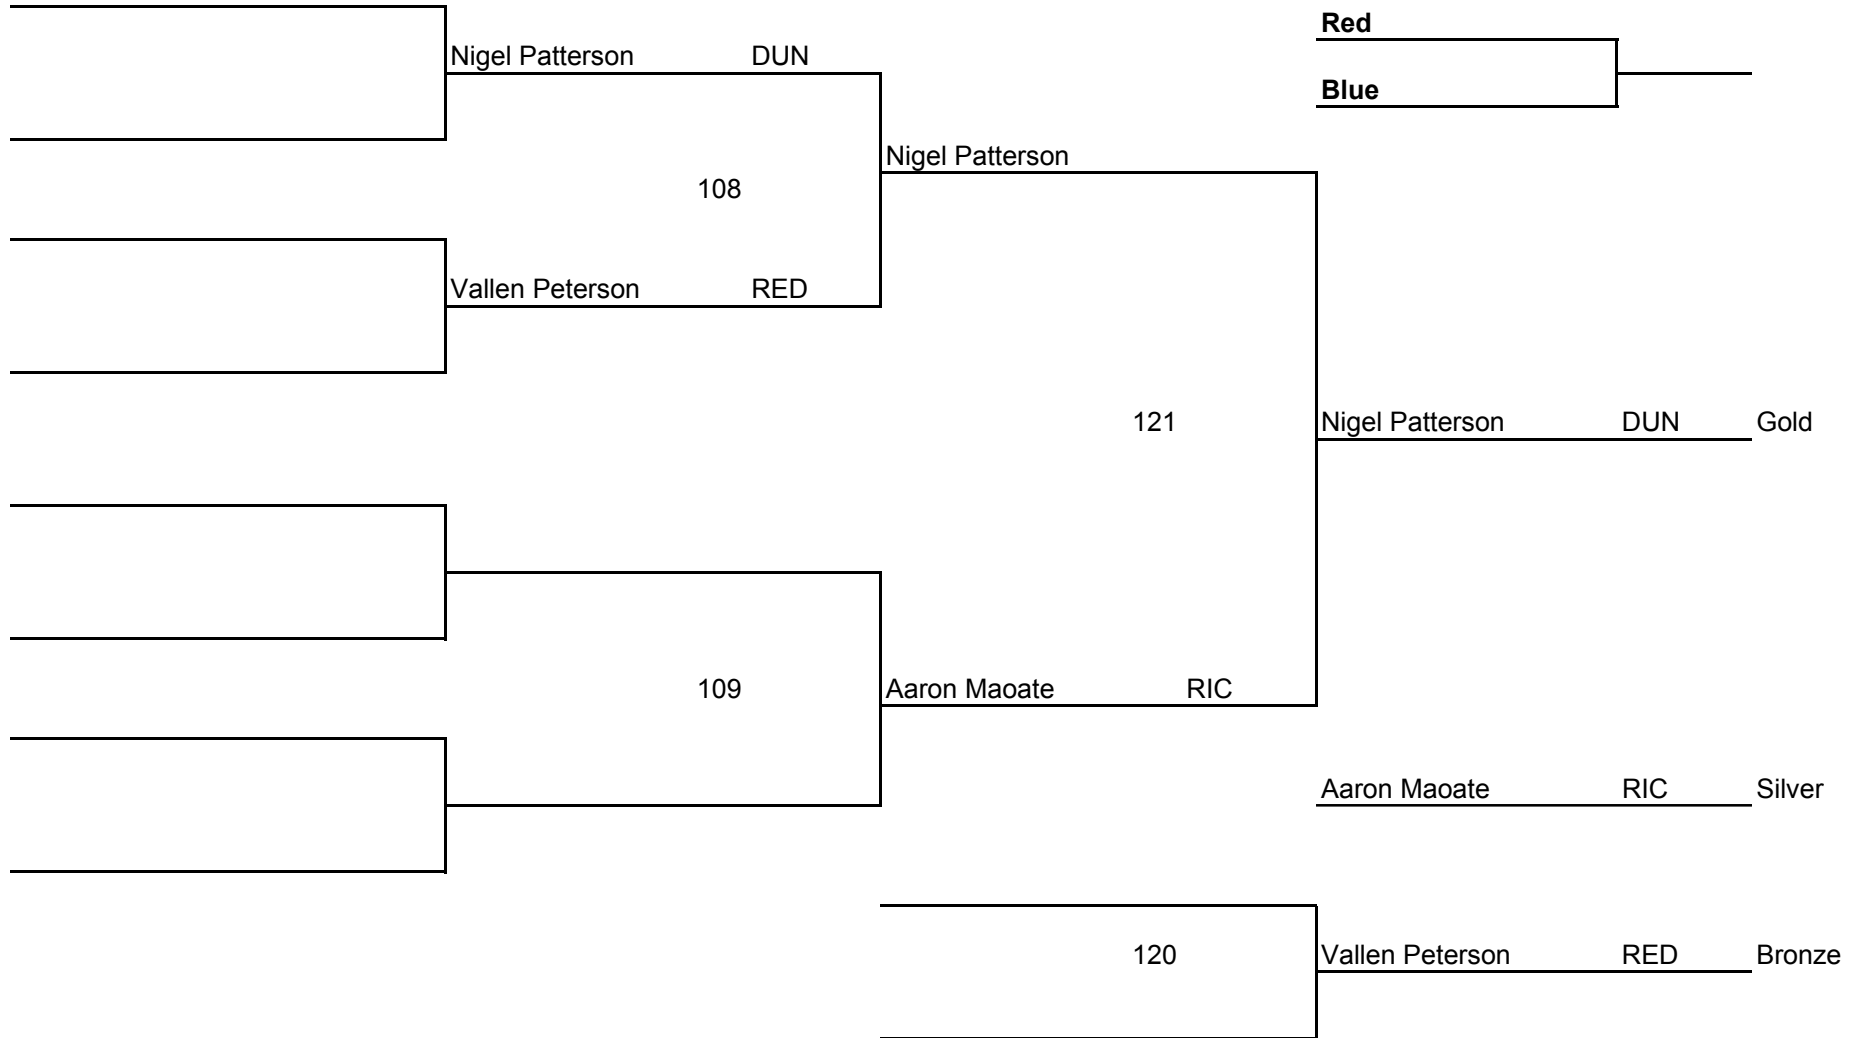 Red
Nigel Patterson DUN
Blue
Nigel Patterson
108
Vallen Peterson RED
121 Nigel Patterson DUN Gold
109 Aaron Maoate RIC
Aaron Maoate RIC Silver
120 Vallen Peterson RED Bronze